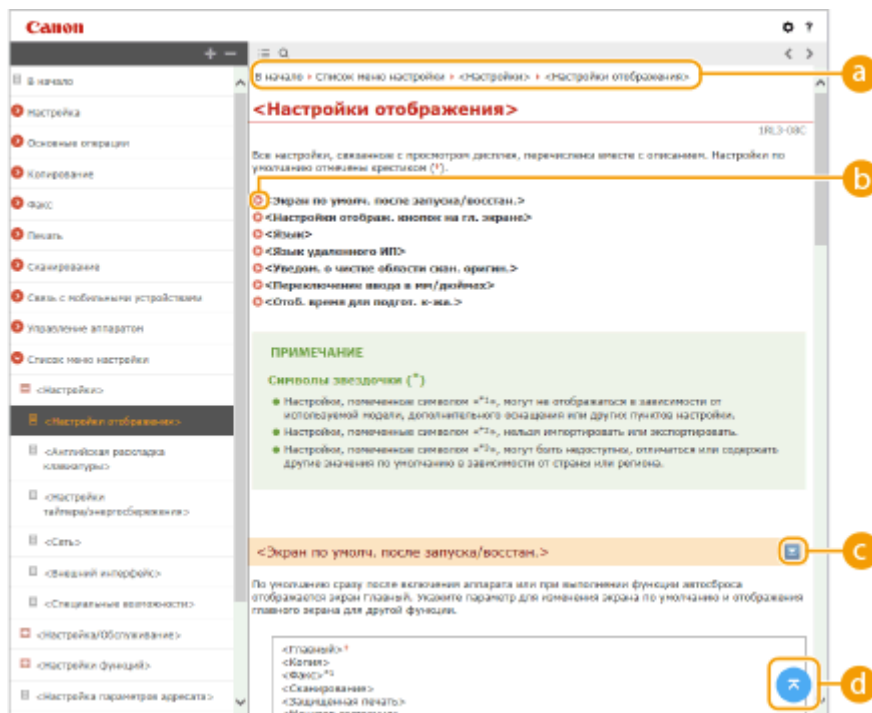 Canon
?
+ −
В начало
Настройка
Основные операции
Копирование
Факс
Печать
Сканирование
Связь с мобильными устройствами
Управление аппаратом
Список меню настройки
<Настройки>
<Настройки отображения>
<Английская раскладка
клавиатуры>
<Настройки
таймера/энергосбережения>
<Сеть>
<Внешний интерфейс>
<Специальные возможности>
<Настройка/Обслуживание>
<Настройки функций>
<Настройка параметров адресата>
В начало › Список меню настройки › <Настройки> › <Настройки отображения>
a
<Настройки отображения>
1RL3-08C
Все настройки, связанные с просмотром дисплея, перечислены вместе с описанием. Настройки по
умолчанию отмечены крестиком (†).
b
<Экран по умолч. после запуска/восстан.>
<Настройки отображ. кнопок на гл. экране>
<Язык>
<Язык удаленного ИП>
<Уведом. о чистке области скан. оригин.>
<Переключение ввода в мм/дюймах>
<Отоб. время для подгот. к-жа.>
ПРИМЕЧАНИЕ
Символы звездочки (*)
Настройки, помеченные символом «*1», могут не отображаться в зависимости от
используемой модели, дополнительного оснащения или других пунктов настройки.
Настройки, помеченные символом «*2», нельзя импортировать или экспортировать.
Настройки, помеченные символом «*3», могут быть недоступны, отличаться или содержать
другие значения по умолчанию в зависимости от страны или региона.
<Экран по умолч. после запуска/восстан.>
c
По умолчанию сразу после включения аппарата или при выполнении функции автосброса
отображается экран Главный. Укажите параметр для изменения экрана по умолчанию и отображения
главного экрана для другой функции.
<Главный>†
<Копия>
<Факс>*1
<Сканирование>
<Защищенная печать>
d